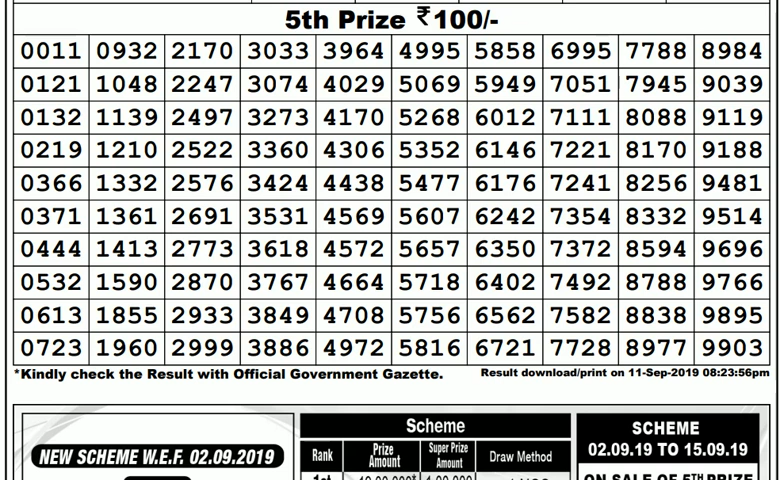 5th Prize ₹100/-
0011 0932 2170 3033 3964 4995 5858 6995 7788 8984
0121 1048 2247 3074 4029 5069 5949 7051 7945 9039
0132 1139 2497 3273 4170 5268 6012 7111 8088 9119
0219 1210 2522 3360 4306 5352 6146 7221 8170 9188
0366 1332 2576 3424 4438 5477 6176 7241 8256 9481
0371 1361 2691 3531 4569 5607 6242 7354 8332 9514
0444 1413 2773 3618 4572 5657 6350 7372 8594 9696
0532 1590 2870 3767 4664 5718 6402 7492 8788 9766
0613 1855 2933 3849 4708 5756 6562 7582 8838 9895
0723 1960 2999 3886 4972 5816 6721 7728 8977 9903
*Kindly check the Result with Official Government Gazette. Result download/print on 11-Sep-2019 08:23:56pm
NEW SCHEME W.E.F. 02.09.2019
Scheme
Rank Prize Amount Super Prize Amount Draw Method
SCHEME
02.09.19 TO 15.09.19
ON SALE OF 5TH PRIZE